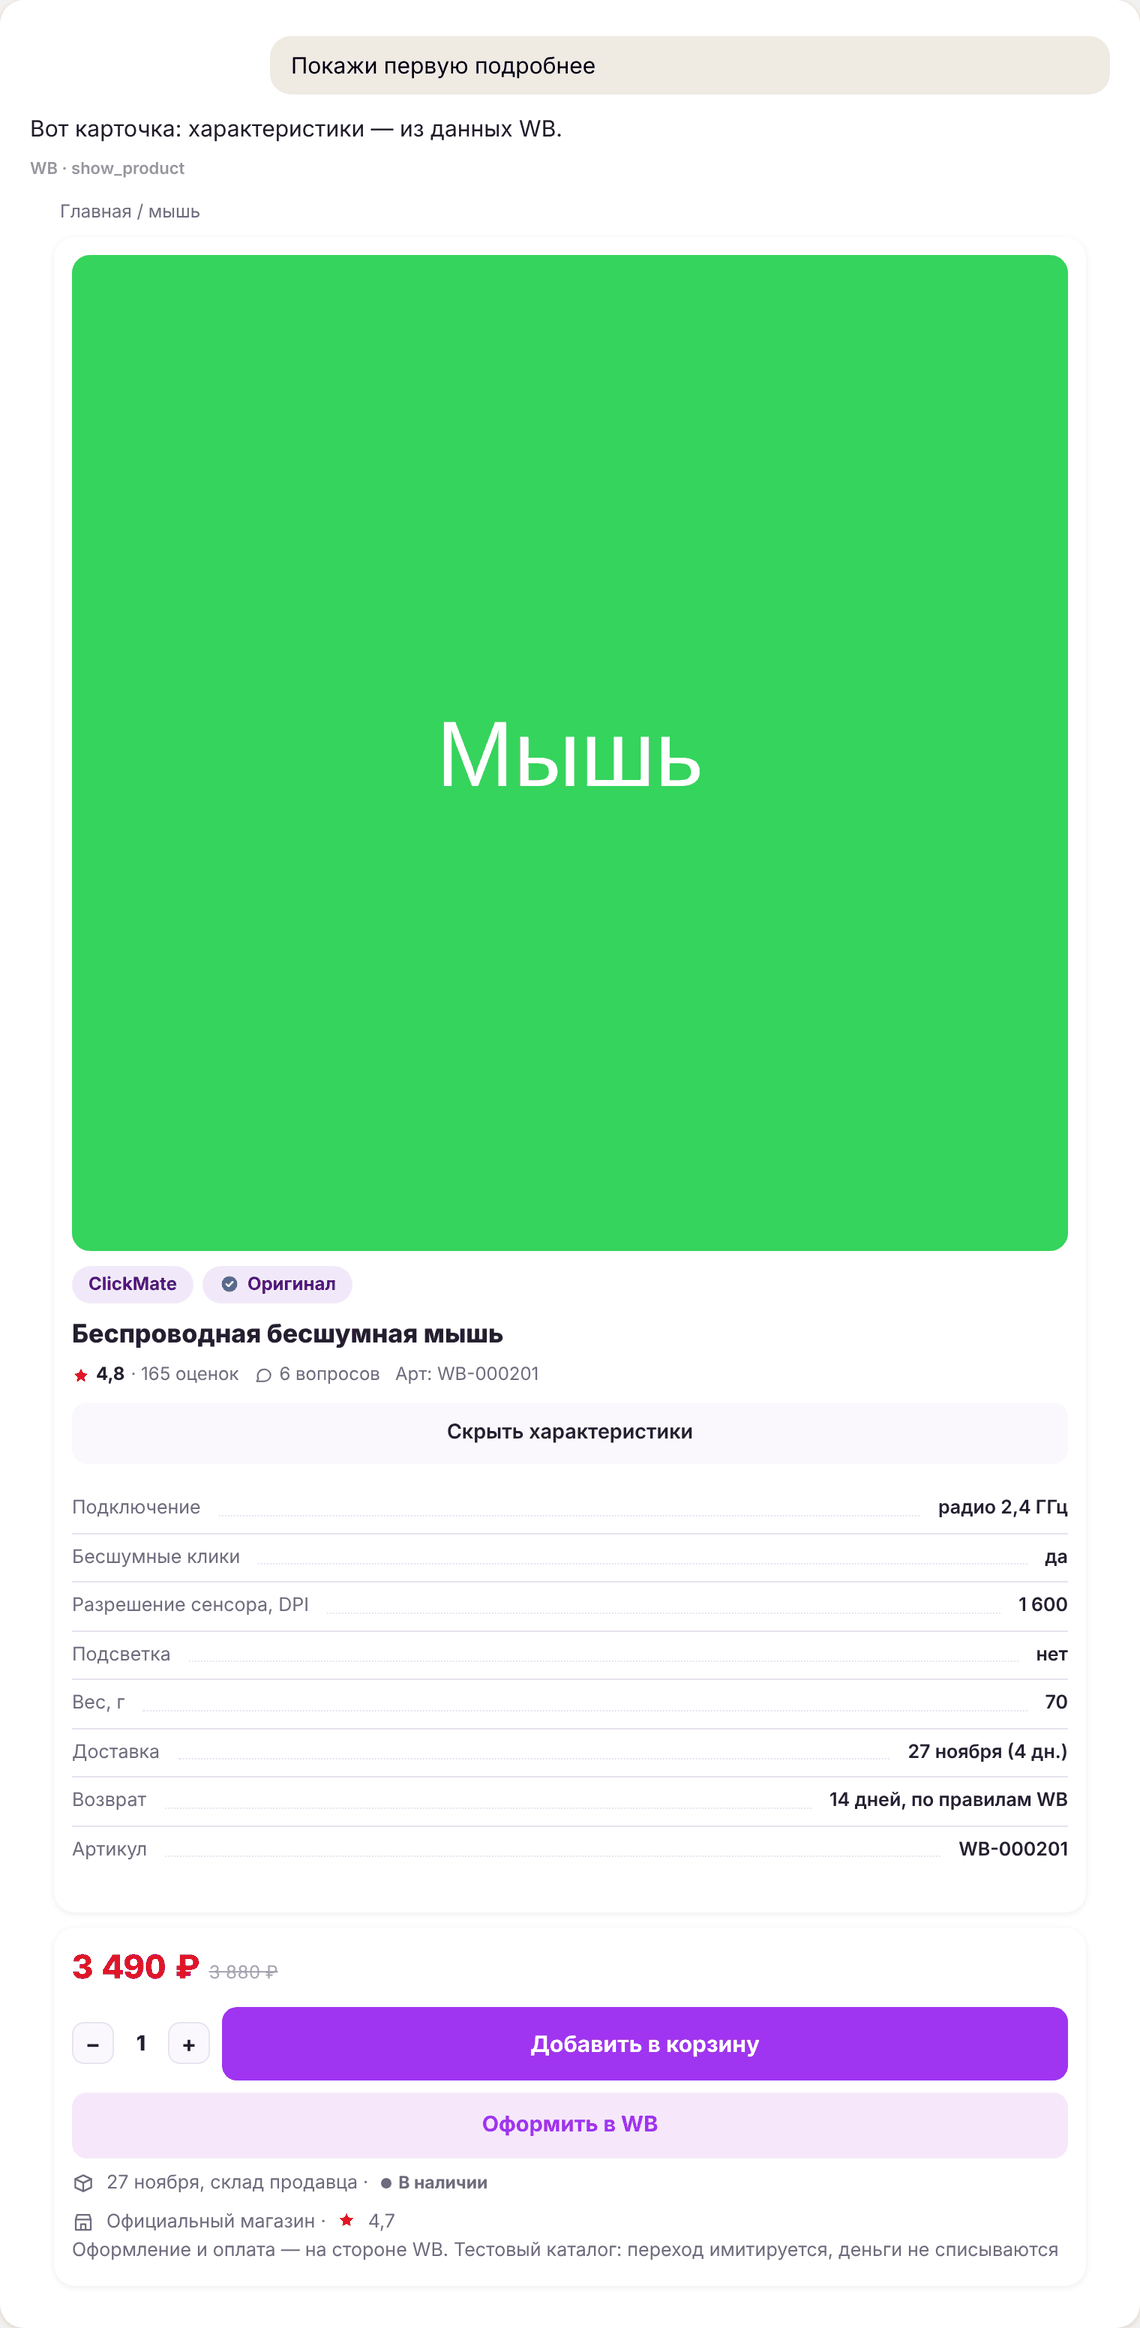 Покажи первую подробнее
Вот карточка: характеристики — из данных WB.
WB · show_product
Главная / мышь
Мышь
ClickMate
Оригинал
Беспроводная бесшумная мышь
4,8 · 165 оценок 6 вопросов Арт: WB-000201
Скрыть характеристики
Подключение радио 2,4 ГГц
Бесшумные клики да
Разрешение сенсора, DPI 1 600
Подсветка нет
Вес, г 70
Доставка 27 ноября (4 дн.)
Возврат 14 дней, по правилам WB
Артикул WB-000201
3 490 ₽ 3 880 ₽
– 1 + Добавить в корзину
Оформить в WB
27 ноября, склад продавца · ● В наличии
Официальный магазин · ★ 4,7
Оформление и оплата — на стороне WB. Тестовый каталог: переход имитируется, деньги не списываются